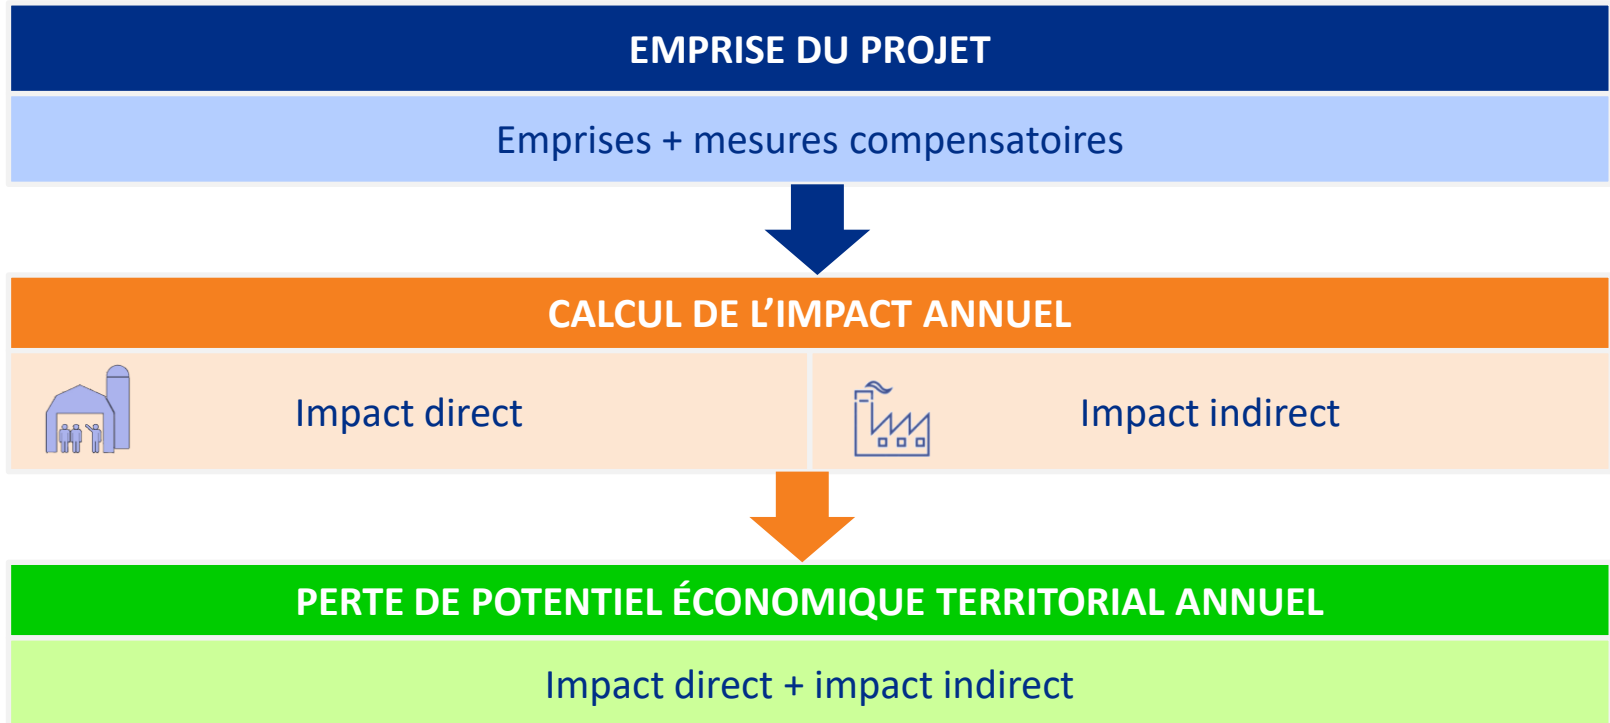 EMPRISE DU PROJET
Emprises + mesures compensatoires
CALCUL DE L’IMPACT ANNUEL
Impact direct
Impact indirect
PERTE DE POTENTIEL ÉCONOMIQUE TERRITORIAL ANNUEL
Impact direct + impact indirect